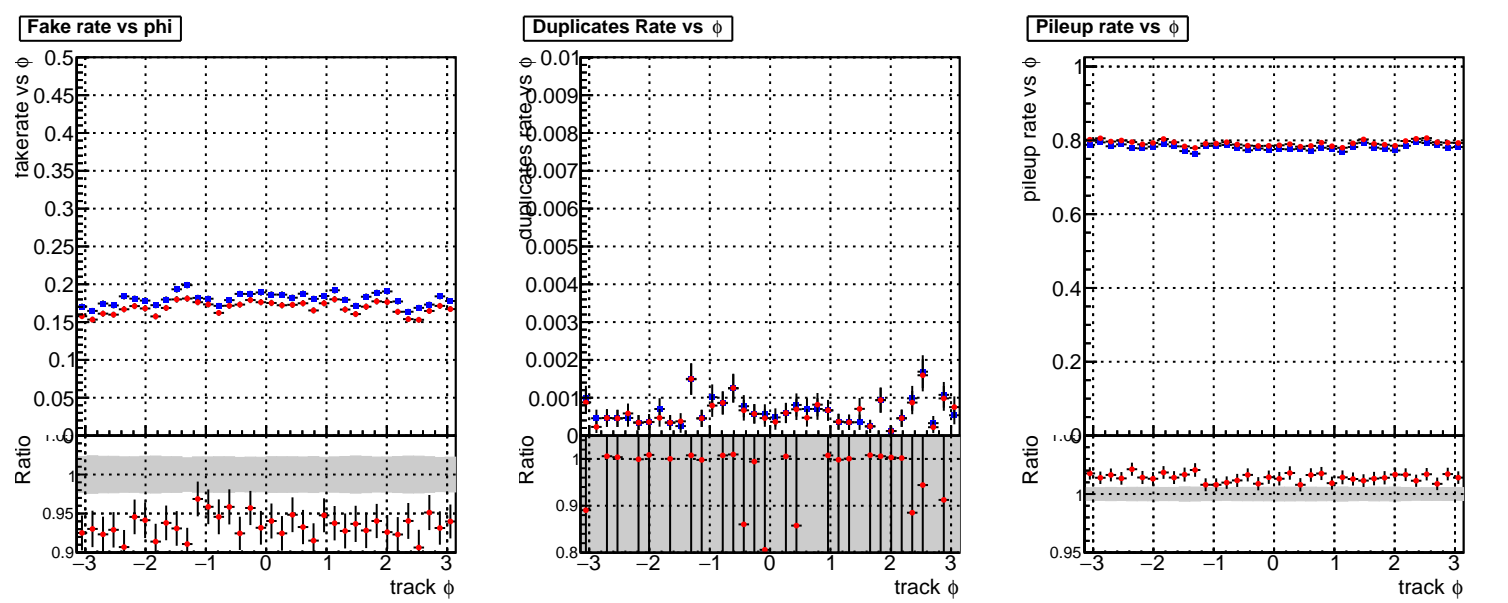 Fake rate vs phi
fakerate vs ϕ
0.5
0.45
0.4
0.35
0.3
0.25
0.2
0.15
0.1
0.05
0
Ratio
1
0.95
0.9
−3 −2 −1 0 1 2 3
track ϕ
Duplicates Rate vs ϕ
duplicates rate vs ϕ
0.01
0.009
0.008
0.007
0.006
0.005
0.004
0.003
0.002
0.001
0
Ratio
1
0.9
0.8
−3 −2 −1 0 1 2 3
track ϕ
Pileup rate vs ϕ
pileup rate vs ϕ
1
0.8
0.6
0.4
0.2
0
Ratio
1
0.95
−3 −2 −1 0 1 2 3
track ϕ